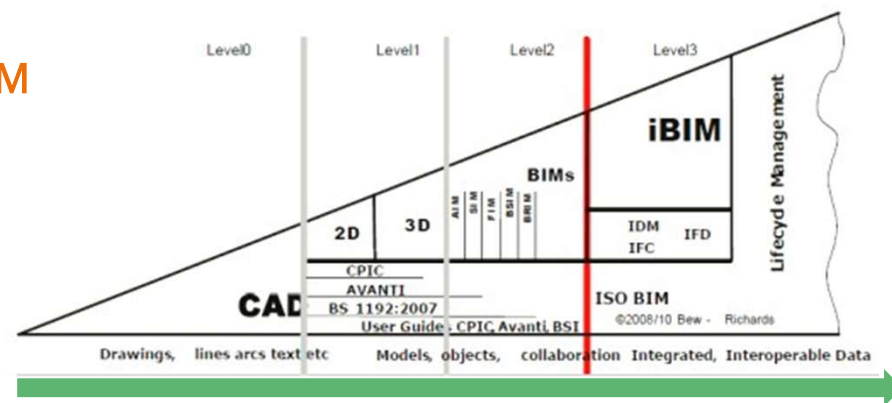 M
Level0 Level1 Level2 Level3
iBIM
BIMs
AIM
SIM
FIM
BSIM
BRIM
2D 3D
IDM IFD
IFC
Lifecycle Management
CPIC
AVANTI
CAD BS 1192:2007
ISO BIM
User Guides CPIC, Avanti, BSI
©2008/10 Bew - Richards
Drawings, lines arcs text etc Models, objects, collaboration Integrated, Interoperable Data